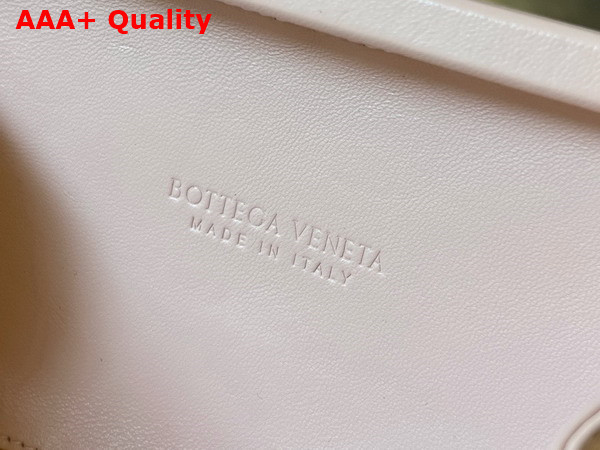 AAA+ Quality
BOTTEGA VENETA
MADE IN ITALY